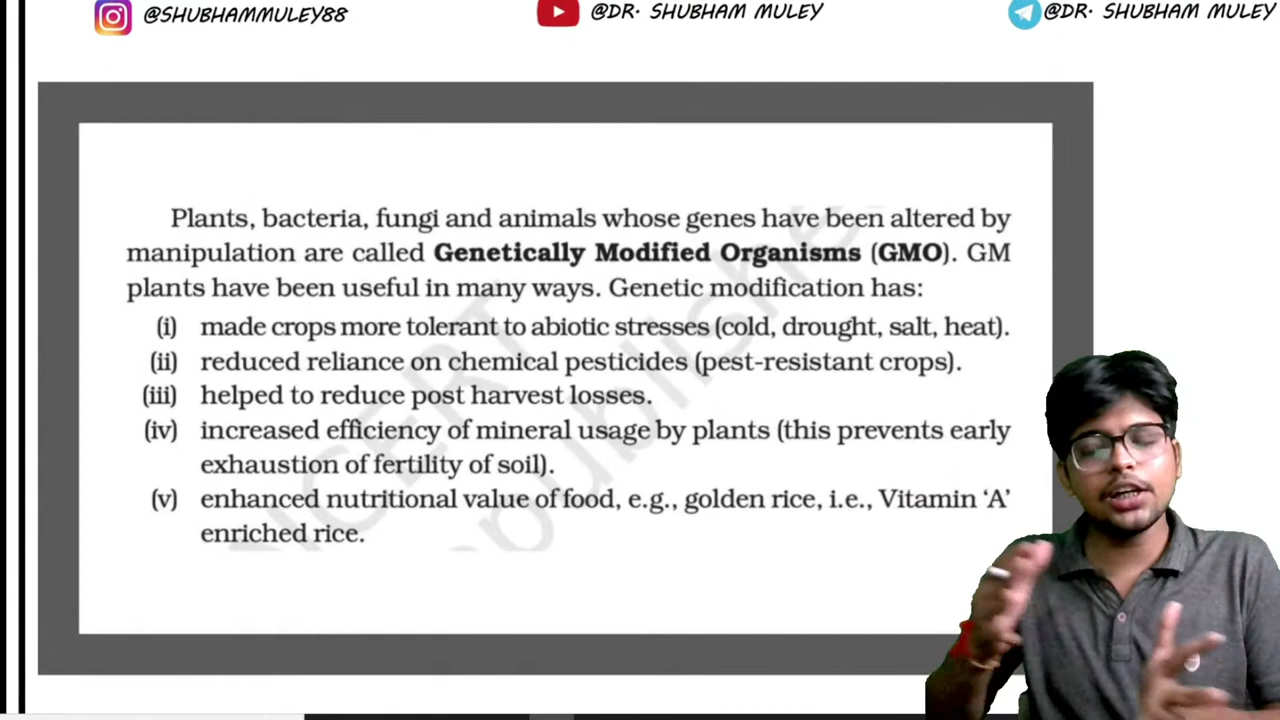 @SHUBHAMMULEY88
@DR. SHUBHAM MULEY
@DR. SHUBHAM MULEY
Plants, bacteria, fungi and animals whose genes have been altered by
manipulation are called Genetically Modified Organisms (GMO). GM
plants have been useful in many ways. Genetic modification has:
(i) made crops more tolerant to abiotic stresses (cold, drought, salt, heat).
(ii) reduced reliance on chemical pesticides (pest-resistant crops).
(iii) helped to reduce post harvest losses.
(iv) increased efficiency of mineral usage by plants (this prevents early
exhaustion of fertility of soil).
(v) enhanced nutritional value of food, e.g., golden rice, i.e., Vitamin ‘A’
enriched rice.